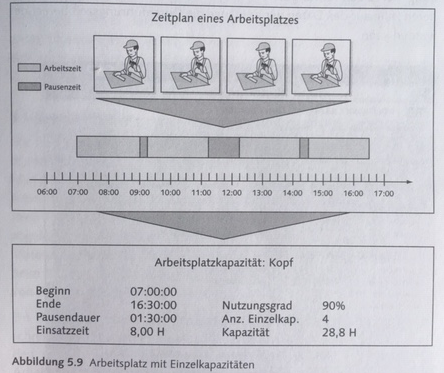 Zeitplan eines Arbeitsplatzes
Arbeitszeit
Pausenzeit
06:00 07:00 08:00 09:00 10:00 11:00 12:00 13:00 14:00 15:00 16:00 17:00
Arbeitsplatzkapazität: Kopf
Beginn 07:00:00
Ende 16:30:00 Nutzungsgrad 90%
Pausendauer 01:30:00 Anz. Einzelkap. 4
Einsatzzeit 8,00 H Kapazität 28,8 H
Abbildung 5.9 Arbeitsplatz mit Einzelkapazitäten